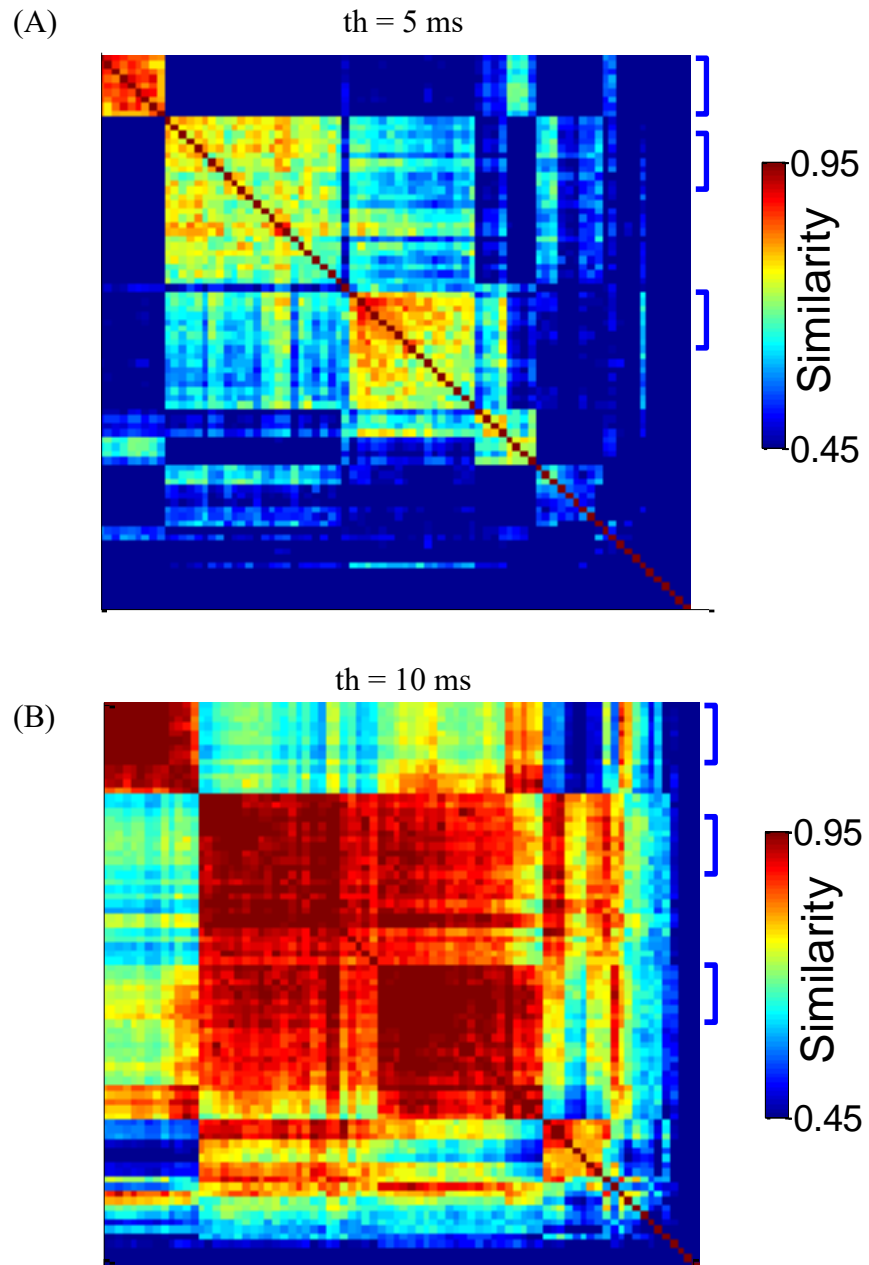 (A)
th = 5 ms
0.95
Similarity
0.45
th = 10 ms
(B)
0.95
Similarity
0.45